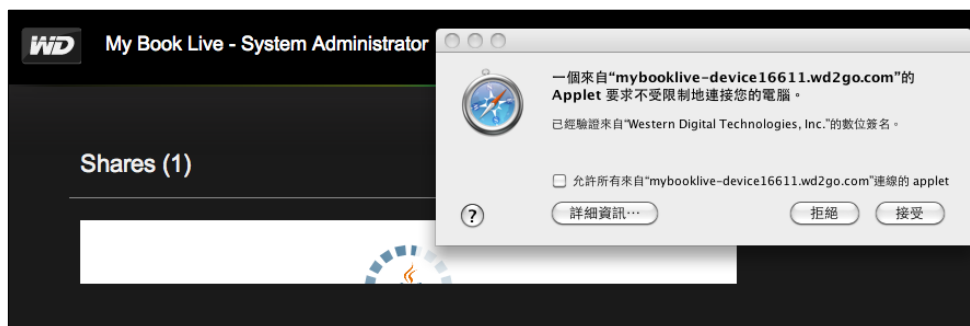 WD
My Book Live - System Administrator
一個來自“mybooklive-device16611.wd2go.com”的
Applet 要求不受限制地連接您的電腦。
已經驗證來自“Western Digital Technologies, Inc.”的數位簽名。
Shares (1)
允許所有來自“mybooklive-device16611.wd2go.com”連線的 applet
?
詳細資訊… 拒絕 接受